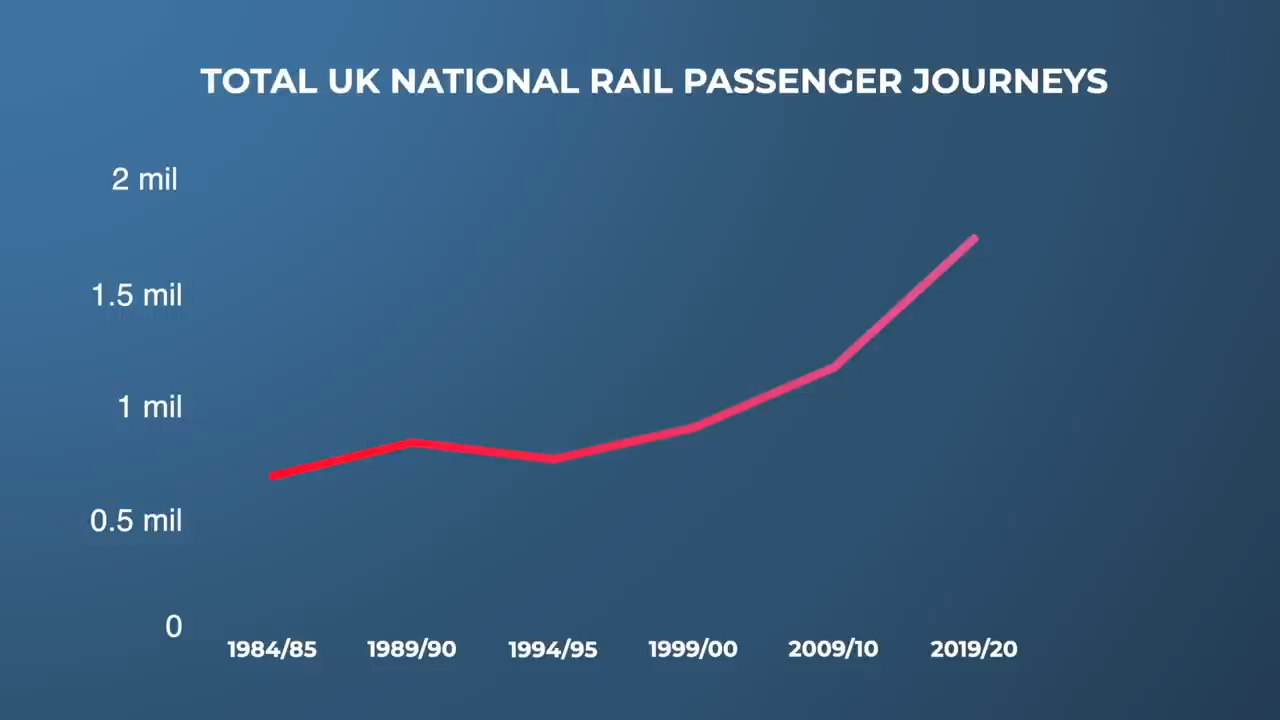 TOTAL UK NATIONAL RAIL PASSENGER JOURNEYS
2 mil
1.5 mil
1 mil
0.5 mil
0
1984/85 1989/90 1994/95 1999/00 2009/10 2019/20